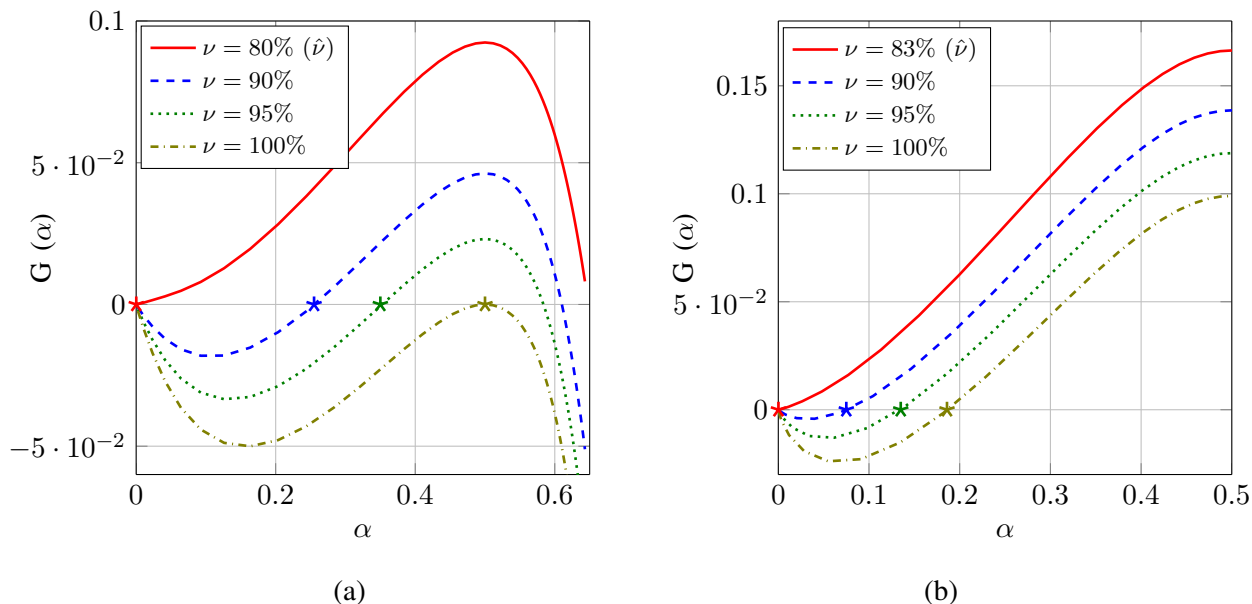 0.1
5 · 10−2
0
−5 · 10−2
G (α)
ν = 80% (ν̂)
ν = 90%
ν = 95%
ν = 100%
0 0.2 0.4 0.6
α
(a)
0.15
0.1
5 · 10−2
0
G (α)
ν = 83% (ν̂)
ν = 90%
ν = 95%
ν = 100%
0 0.1 0.2 0.3 0.4 0.5
α
(b)